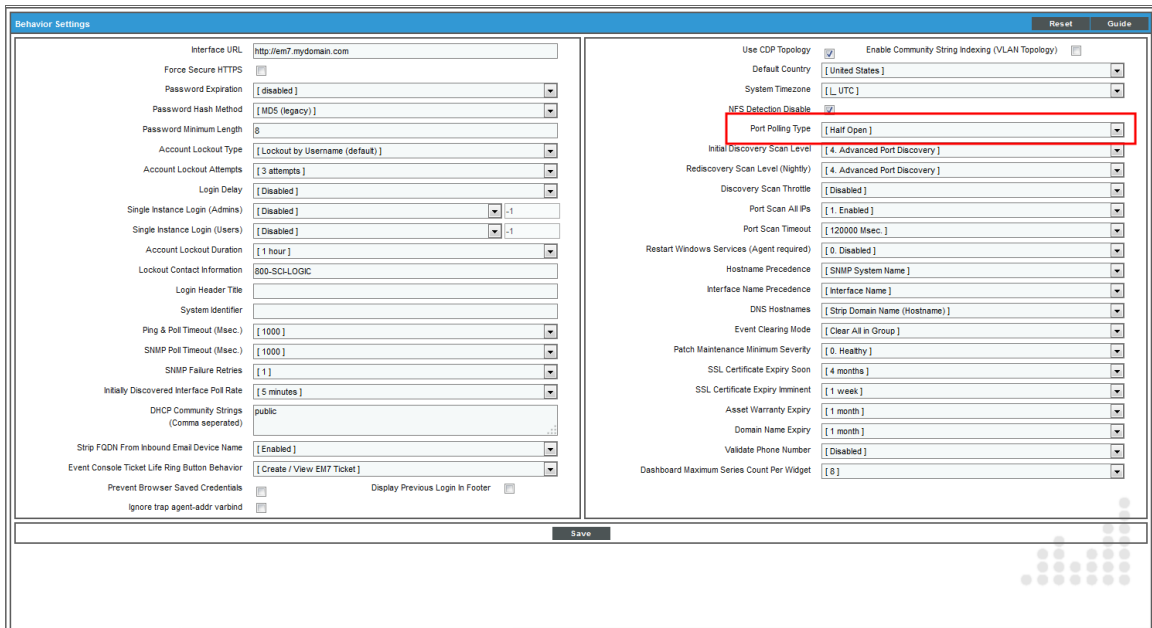 Behavior Settings
Reset
Guide
Interface URL http://em7.mydomain.com
Force Secure HTTPS
Password Expiration [ disabled ]
Password Hash Method [ MD5 (legacy) ]
Password Minimum Length 8
Account Lockout Type [ Lockout by Username (default) ]
Account Lockout Attempts [ 3 attempts ]
Login Delay [ Disabled ]
Single Instance Login (Admins) [ Disabled ] -1
Single Instance Login (Users) [ Disabled ] -1
Account Lockout Duration [ 1 hour ]
Lockout Contact Information 800-SCI-LOGIC
Login Header Title
System Identifier
Ping & Poll Timeout (Msec.) [ 1000 ]
SNMP Poll Timeout (Msec.) [ 1000 ]
SNMP Failure Retries [ 1 ]
Initially Discovered Interface Poll Rate [ 5 minutes ]
DHCP Community Strings public
(Comma seperated)
Strip FQDN From Inbound Email Device Name [ Enabled ]
Event Console Ticket Life Ring Button Behavior [ Create / View EM7 Ticket ]
Prevent Browser Saved Credentials Display Previous Login In Footer
Ignore trap agent-addr varbind
Use CDP Topology Enable Community String Indexing (VLAN Topology)
Default Country [ United States ]
System Timezone [ |_ UTC ]
NFS Detection Disable
Port Polling Type [ Half Open ]
Initial Discovery Scan Level [ 4. Advanced Port Discovery ]
Rediscovery Scan Level (Nightly) [ 4. Advanced Port Discovery ]
Discovery Scan Throttle [ Disabled ]
Port Scan All IPs [ 1. Enabled ]
Port Scan Timeout [ 120000 Msec. ]
Restart Windows Services (Agent required) [ 0. Disabled ]
Hostname Precedence [ SNMP System Name ]
Interface Name Precedence [ Interface Name ]
DNS Hostnames [ Strip Domain Name (Hostname) ]
Event Clearing Mode [ Clear All in Group ]
Patch Maintenance Minimum Severity [ 0. Healthy ]
SSL Certificate Expiry Soon [ 4 months ]
SSL Certificate Expiry Imminent [ 1 week ]
Asset Warranty Expiry [ 1 month ]
Domain Name Expiry [ 1 month ]
Validate Phone Number [ Disabled ]
Dashboard Maximum Series Count Per Widget [ 8 ]
Save